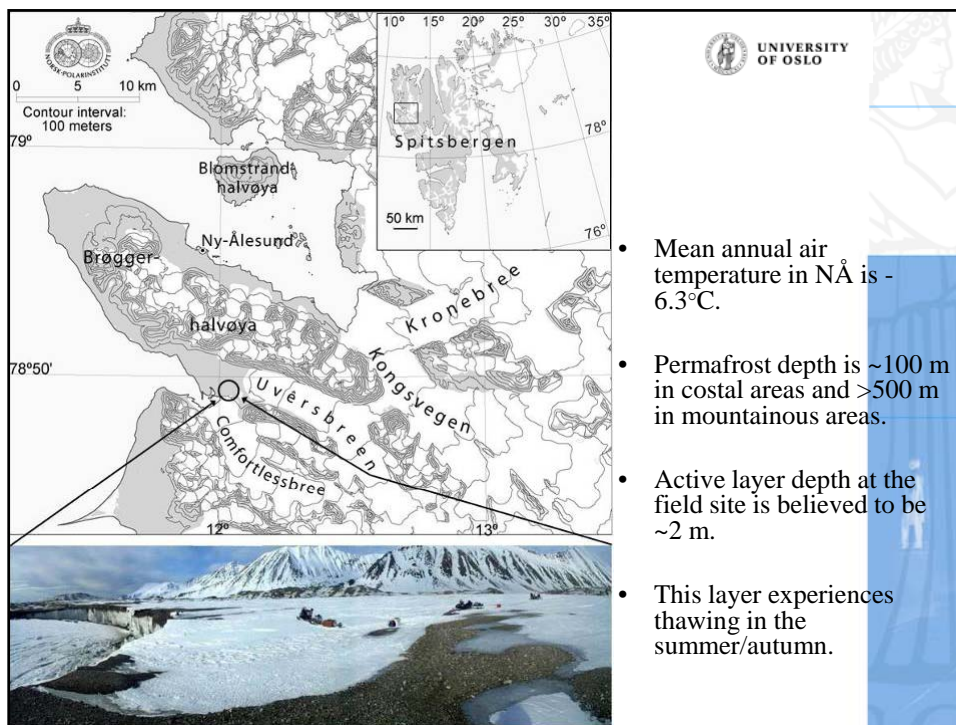 NORSK-POLARINSTITUTT
0 5 10 km
Contour interval:
100 meters
79°
Blomstrand-
halvøya
Ny-Ålesund
Brøgger-
halvøya
78°50'
Kronebree
Kongsvegen
Uvêrsbreen
Comfortlessbree
12°
13°
10° 15° 20° 25° 30° 35°
Spitsbergen
78°
76°
50 km
UNIVERSITY
OF OSLO
• Mean annual air
temperature in NÅ is -
6.3°C.
• Permafrost depth is ~100 m
in costal areas and >500 m
in mountainous areas.
• Active layer depth at the
field site is believed to be
~2 m.
• This layer experiences
thawing in the
summer/autumn.